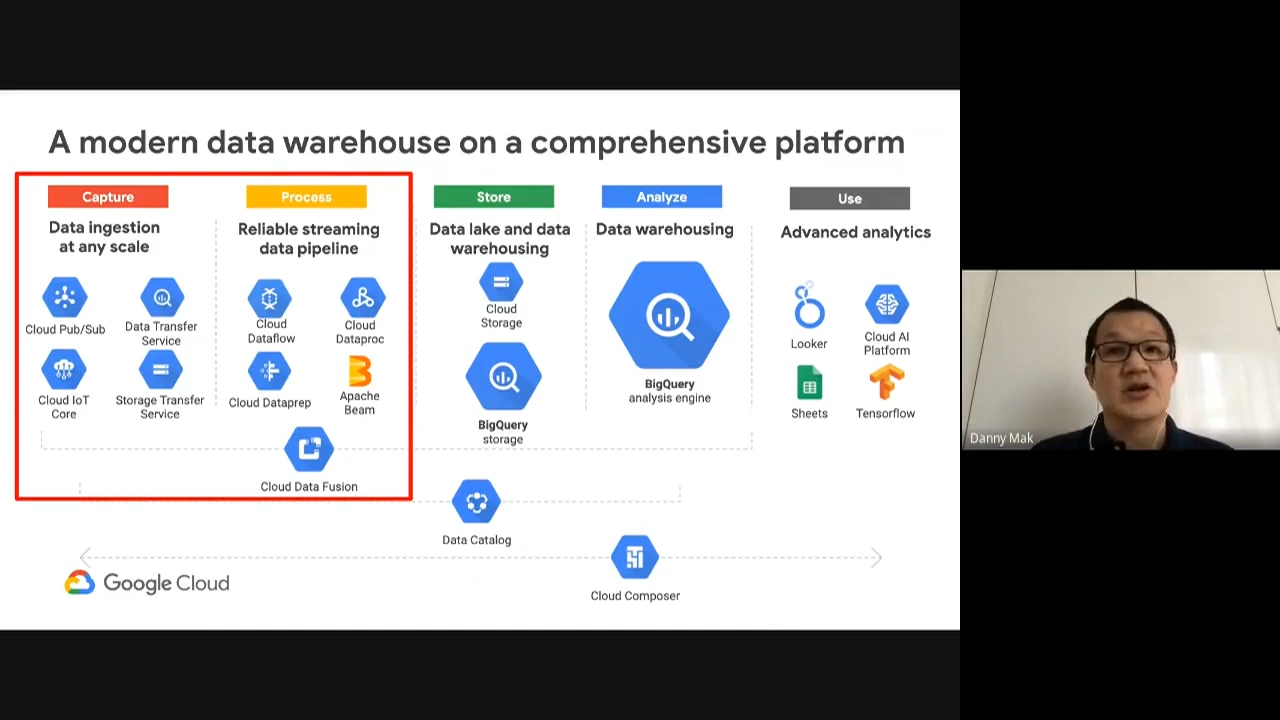 A modern data warehouse on a comprehensive platform
Capture
Data ingestion
at any scale
Cloud Pub/Sub
Data Transfer
Service
Cloud IoT
Core
Storage Transfer
Service
Process
Reliable streaming
data pipeline
Cloud
Dataflow
Cloud
Dataproc
Cloud Dataprep
Apache
Beam
Cloud Data Fusion
Store
Data lake and data
warehousing
Cloud
Storage
BigQuery
storage
Analyze
Data warehousing
BigQuery
analysis engine
Use
Advanced analytics
Looker
Cloud AI
Platform
Sheets
Tensorflow
Data Catalog
Cloud Composer
Google Cloud
Danny Mak